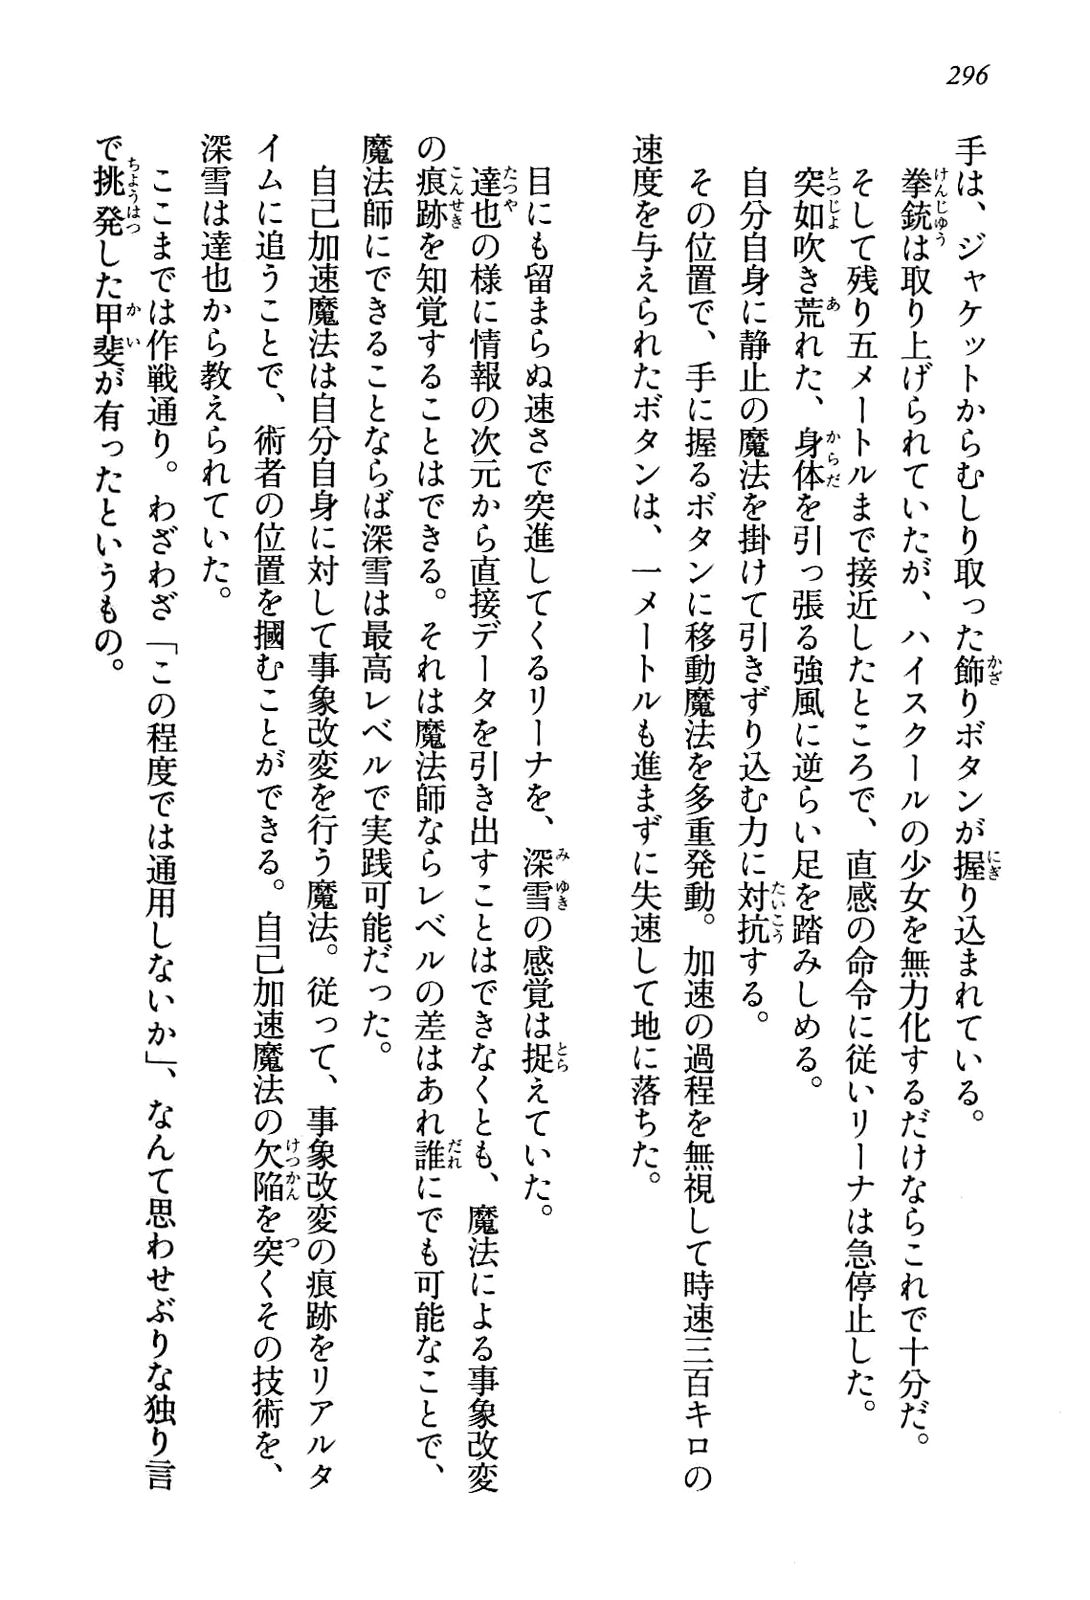 296
手は、ジャケットからむしり取った飾りボタンが握り込まれている。
拳銃は取り上げられていたが、ハイスクールの少女を無力化するだけならこれで十分だ。
そして残り五メートルまで接近したところで、直感の命令に従いリーナは急停止した。
突如吹き荒れた、身体を引っ張る強風に逆らい足を踏みしめる。
自分自身に静止の魔法を掛けて引きずり込む力に対抗する。
その位置で、手に握るボタンに移動魔法を多重発動。加速の過程を無視して時速三百キロの
速度を与えられたボタンは、一メートルも進まずに失速して地に落ちた。
目にも留まらぬ速さで突進してくるリーナを、深雪の感覚は捉えていた。
達也の様に情報の次元から直接データを引き出すことはできなくとも、魔法による事象改変
の痕跡を知覚することはできる。それは魔法師ならレベルの差はあれ誰にでも可能なことで、
魔法師にできることならば深雪は最高レベルで実践可能だった。
自己加速魔法は自分自身に対して事象改変を行う魔法。従って、事象改変の痕跡をリアルタ
イムに追うことで、術者の位置を摑むことができる。自己加速魔法の欠陥を突くその技術を、
深雪は達也から教えられていた。
ここまでは作戦通り。わざわざ「この程度では通用しないか」、なんて思わせぶりな独り言
で挑発した甲斐が有ったというもの。